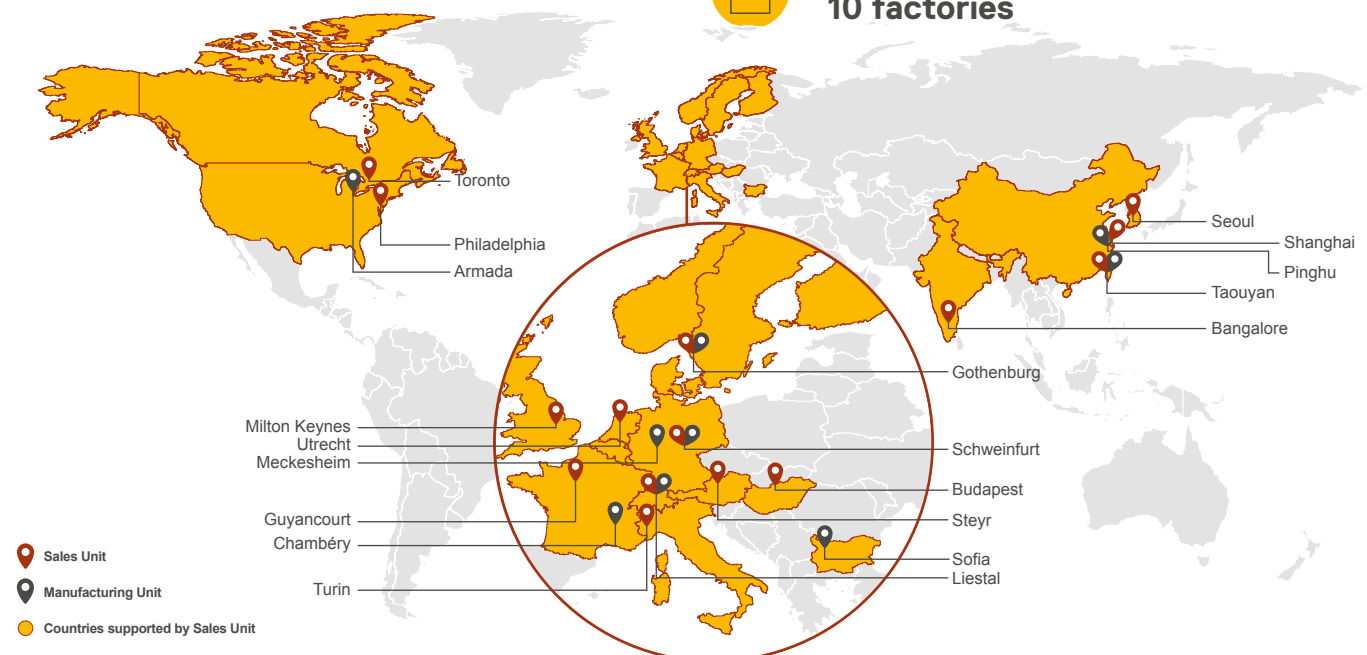 10 factories
Toronto
Philadelphia
Armada
Seoul
Shanghai
Pinghu
Taouyan
Bangalore
Gothenburg
Milton Keynes
Utrecht
Meckesheim
Schweinfurt
Budapest
Guyancourt
Steyr
Chambéry
Sofia
Liestal
Turin
Sales Unit
Manufacturing Unit
Countries supported by Sales Unit